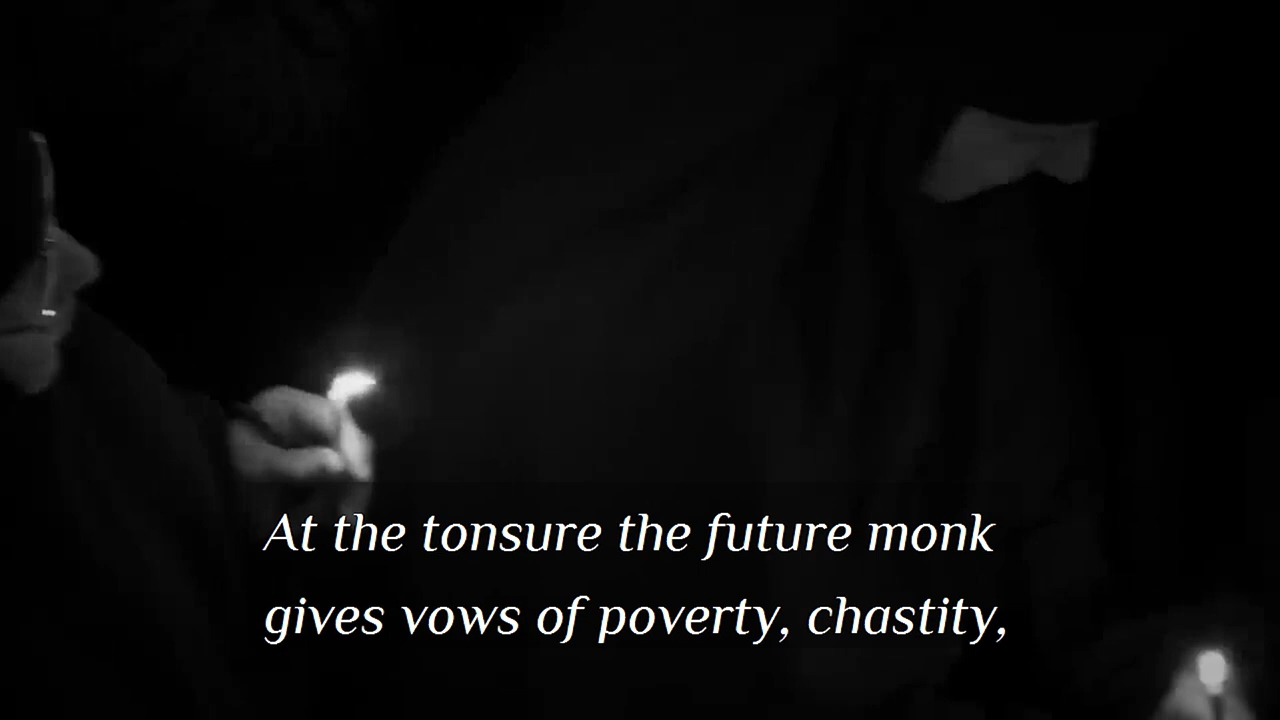 At the tonsure the future monk
gives vows of poverty, chastity,